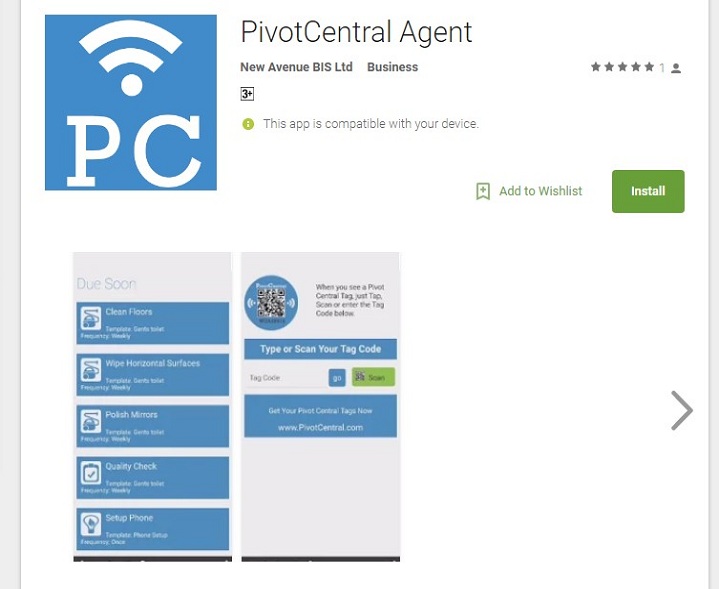 PC
PivotCentral Agent
New Avenue BIS Ltd Business
1
3+
This app is compatible with your device.
Add to Wishlist
Install
Due Soon
Clean Floors
Template: Gents toilet
Frequency: Weekly
Wipe Horizontal Surfaces
Template: Gents toilet
Frequency: Weekly
Polish Mirrors
Template: Gents toilet
Frequency: Weekly
Quality Check
Template: Gents toilet
Frequency: Weekly
Setup Phone
Template: Phone Setup
Frequency: Once
PivotCentral
When you see a Pivot
Central Tag, just Tap,
Scan or enter the Tag
Code below.
Type or Scan Your Tag Code
Tag Code
go
Scan
Get Your Pivot Central Tags Now
www.PivotCentral.com